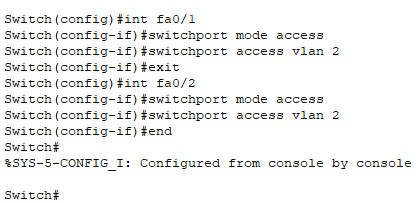 Switch(config)#int fa0/1
Switch(config-if)#switchport mode access
Switch(config-if)#switchport access vlan 2
Switch(config-if)#exit
Switch(config)#int fa0/2
Switch(config-if)#switchport mode access
Switch(config-if)#switchport access vlan 2
Switch(config-if)#end
Switch#
%SYS-5-CONFIG_I: Configured from console by console
Switch#